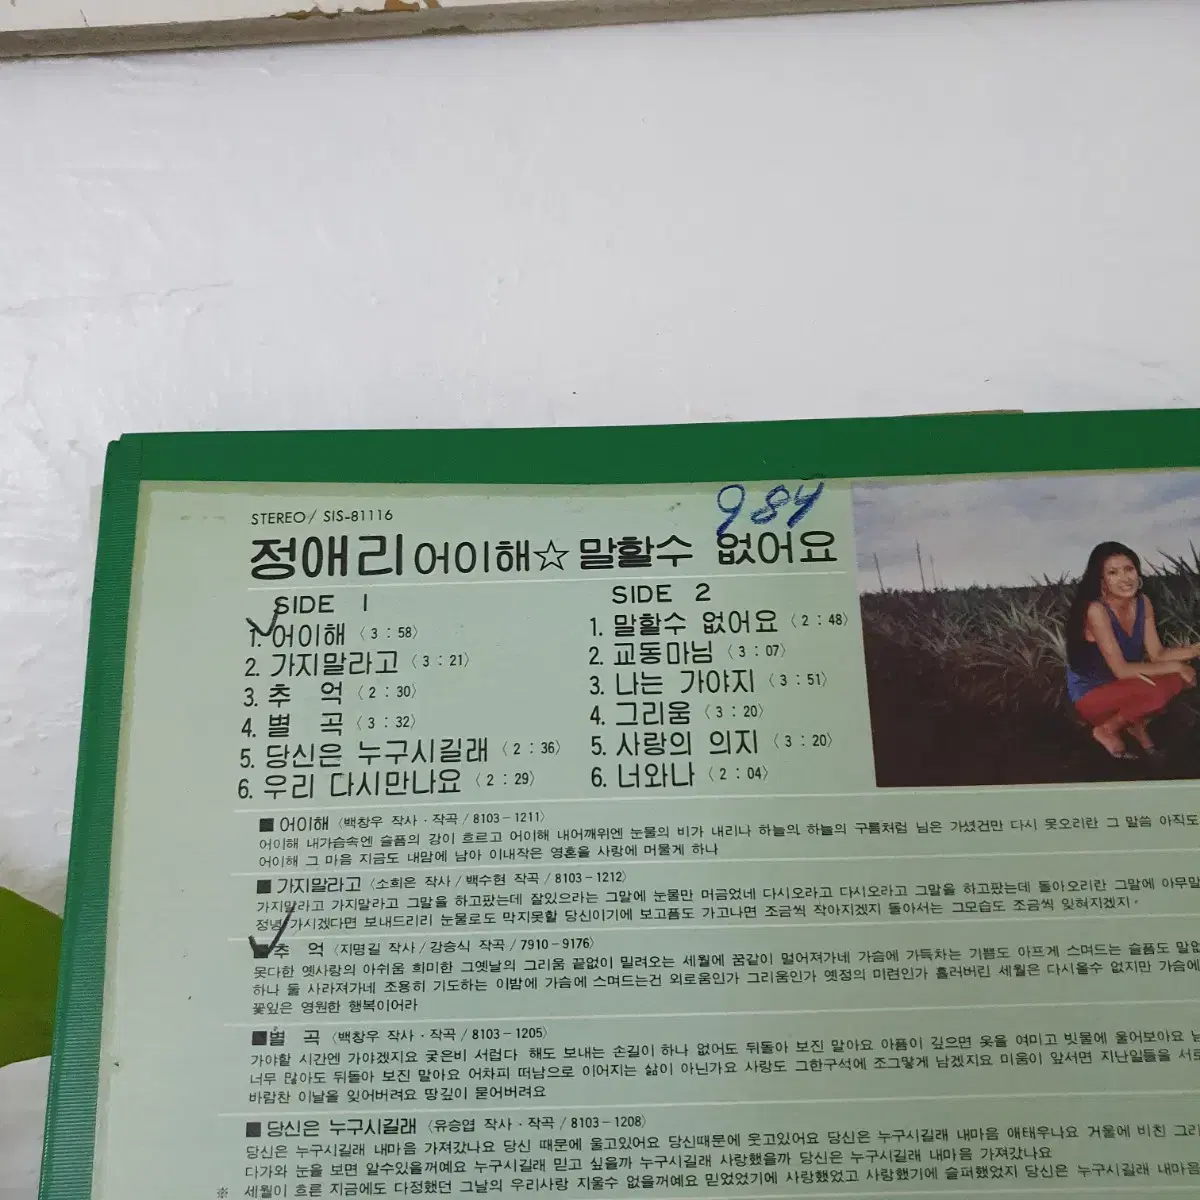 984
STEREO/ SIS-81116
정애리 어이해☆말할수 없어요
SIDE 1
1. 어이해 〈3 : 58〉
2. 가지말라고 〈3 : 21〉
3. 추 억 〈2 : 30〉
4. 별 곡 〈3 : 32〉
5. 당신은 누구시길래 〈2 : 36〉
6. 우리 다시만나요 〈2 : 29〉
SIDE 2
1. 말할수 없어요 〈2 : 48〉
2. 교동마님 〈3 : 07〉
3. 나는 가야지 〈3 : 51〉
4. 그리움 〈3 : 20〉
5. 사랑의 의지 〈3 : 20〉
6. 너와나 〈2 : 04〉
■ 어이해 〈백창우 작사 · 작곡 / 8103-1211〉
어이해 내가슴속엔 슬픔의 강이 흐르고 어이해 내어깨위엔 눈물의 비가 내리나 하늘의 하늘의 구름처럼 님은 가셨건만 다시 못오리란 그 말씀 아직도
어이해 그 마음 지금도 내맘에 남아 이내작은 영혼을 사랑에 머물게 하나
■ 가지말라고 〈소희은 작사 / 백수현 작곡 / 8103-1212〉
가지말라고 가지말라고 그말을 하고팠는데 잘있으라는 그말에 눈물만 머금었네 다시오라고 다시오라고 그말을 하고팠는데 돌아오리란 그말에 아무말
정녕 가시겠다면 보내드리리 눈물로도 막지못할 당신이기에 보고픔도 가고나면 조금씩 작아지겠지 돌아서는 그모습도 조금씩 잊혀지겠지.
■ 추 억 〈지명길 작사 / 강승식 작곡 / 7910-9176〉
못다한 옛사랑의 아쉬움 희미한 그옛날의 그리움 끝없이 밀려오는 세월에 꿈같이 멀어져가네 가슴에 가득차는 기쁨도 아프게 스며드는 슬픔도 말없
하나 둘 사라져가네 조용히 기도하는 이밤에 가슴에 스며드는건 외로움인가 그리움인가 옛정의 미련인가 흘러버린 세월은 다시올수 없지만 가슴에
꽃잎은 영원한 행복이어라
■ 별 곡 〈백창우 작사 · 작곡 / 8103-1205〉
가야할 시간엔 가야겠지요 궂은비 서럽다 해도 보내는 손길이 하나 없어도 뒤돌아 보진 말아요 아픔이 깊으면 옷을 여미고 빗물에 울어보아요 남
너무 많아도 뒤돌아 보진 말아요 어차피 떠남으로 이어지는 삶이 아닌가요 사랑도 그한구석에 조그맣게 남겠지요 미움이 앞서면 지난일들을 서로
바람찬 이날을 잊어버려요 땅깊이 묻어버려요
■ 당신은 누구시길래 〈유승엽 작사 · 작곡 / 8103-1208〉
당신은 누구시길래 내마음 가져갔나요 당신 때문에 울고있어요 당신때문에 웃고있어요 당신은 누구시길래 내마음 애태우나요 거울에 비친 그리
다가와 눈을 보면 알수있을꺼예요 누구시길래 믿고 싶을까 누구시길래 사랑했을까 당신은 누구시길래 내마음 가져갔나요
※ 세월이 흐른 지금에도 다정했던 그날의 우리사랑 지울수 없을꺼예요 믿었었기에 사랑했었고 사랑했기에 슬퍼했었지 당신은 누구시길래 내마음